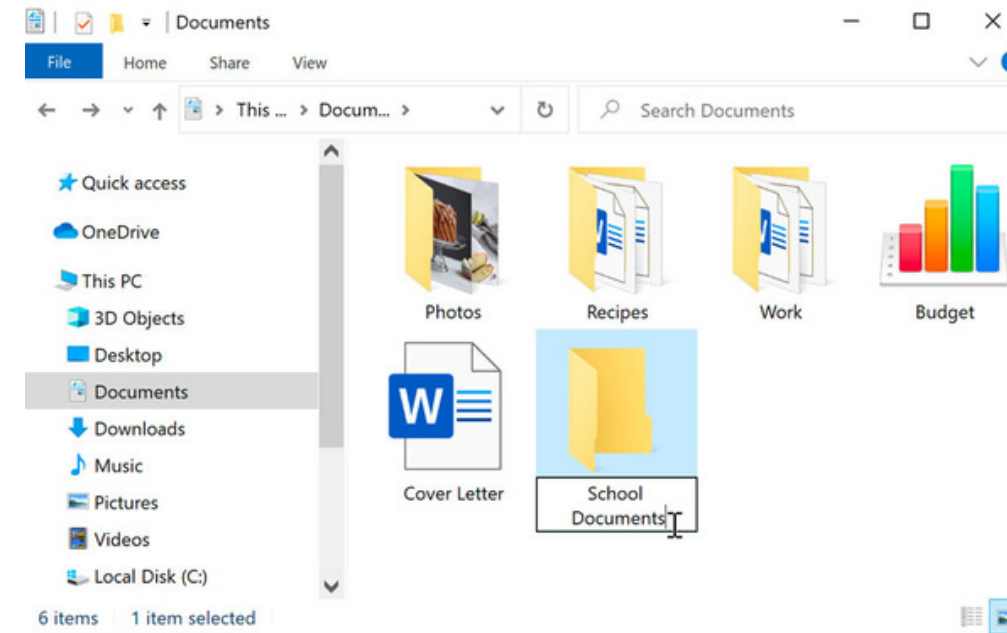 Documents
File Home Share View
This ... Docum...
Search Documents
Quick access
OneDrive
This PC
3D Objects
Desktop
Documents
Downloads
Music
Pictures
Videos
Local Disk (C:)
Photos Recipes Work Budget
W
Cover Letter
School
Documents
6 items 1 item selected